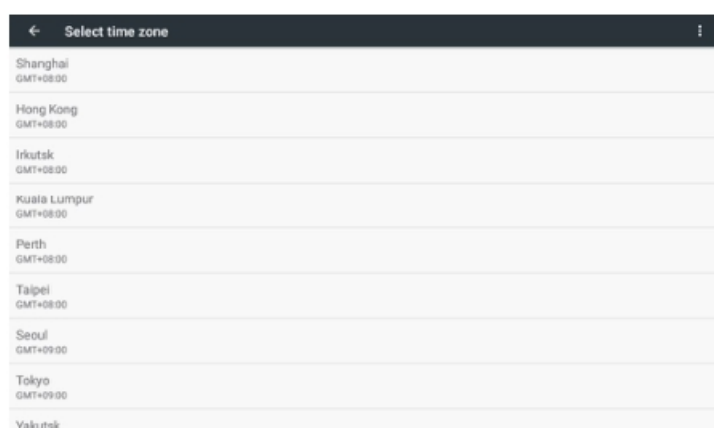 Select time zone
Shanghai
GMT+08:00
Hong Kong
GMT+08:00
Irkutsk
GMT+08:00
Kuala Lumpur
GMT+08:00
Perth
GMT+08:00
Taipei
GMT+08:00
Seoul
GMT+09:00
Tokyo
GMT+09:00
Yakutsk